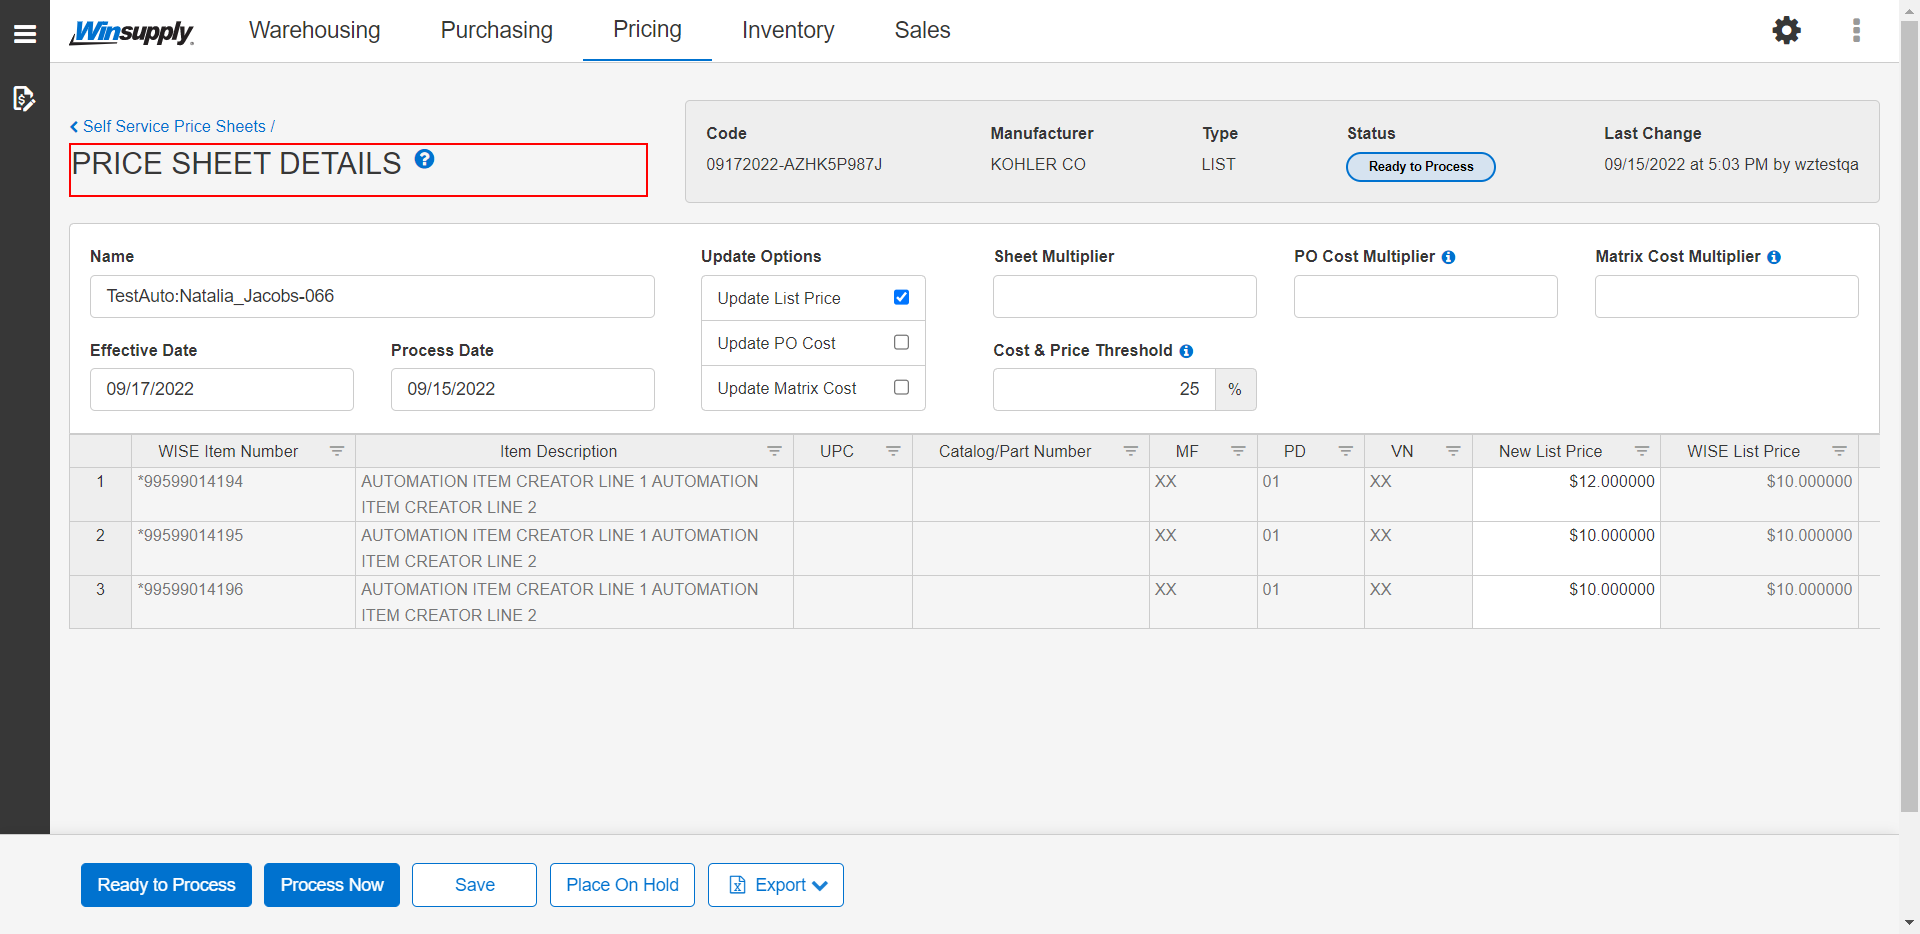 Winsupply
Warehousing
Purchasing
Pricing
Inventory
Sales
Self Service Price Sheets /
PRICE SHEET DETAILS
Code
Manufacturer
Type
Status
Last Change
09172022-AZHK5P987J
KOHLER CO
LIST
Ready to Process
09/15/2022 at 5:03 PM by wztestqa
Name
TestAuto:Natalia_Jacobs-066
Effective Date
Process Date
09/17/2022
09/15/2022
Update Options
Update List Price
Update PO Cost
Update Matrix Cost
Sheet Multiplier
PO Cost Multiplier
Matrix Cost Multiplier
Cost & Price Threshold
25 %
WISE Item Number Item Description UPC Catalog/Part Number MF PD VN New List Price WISE List Price
1 *99599014194 AUTOMATION ITEM CREATOR LINE 1 AUTOMATION XX 01 XX $12.000000 $10.000000
ITEM CREATOR LINE 2
2 *99599014195 AUTOMATION ITEM CREATOR LINE 1 AUTOMATION XX 01 XX $10.000000 $10.000000
ITEM CREATOR LINE 2
3 *99599014196 AUTOMATION ITEM CREATOR LINE 1 AUTOMATION XX 01 XX $10.000000 $10.000000
ITEM CREATOR LINE 2
Ready to Process
Process Now
Save
Place On Hold
Export